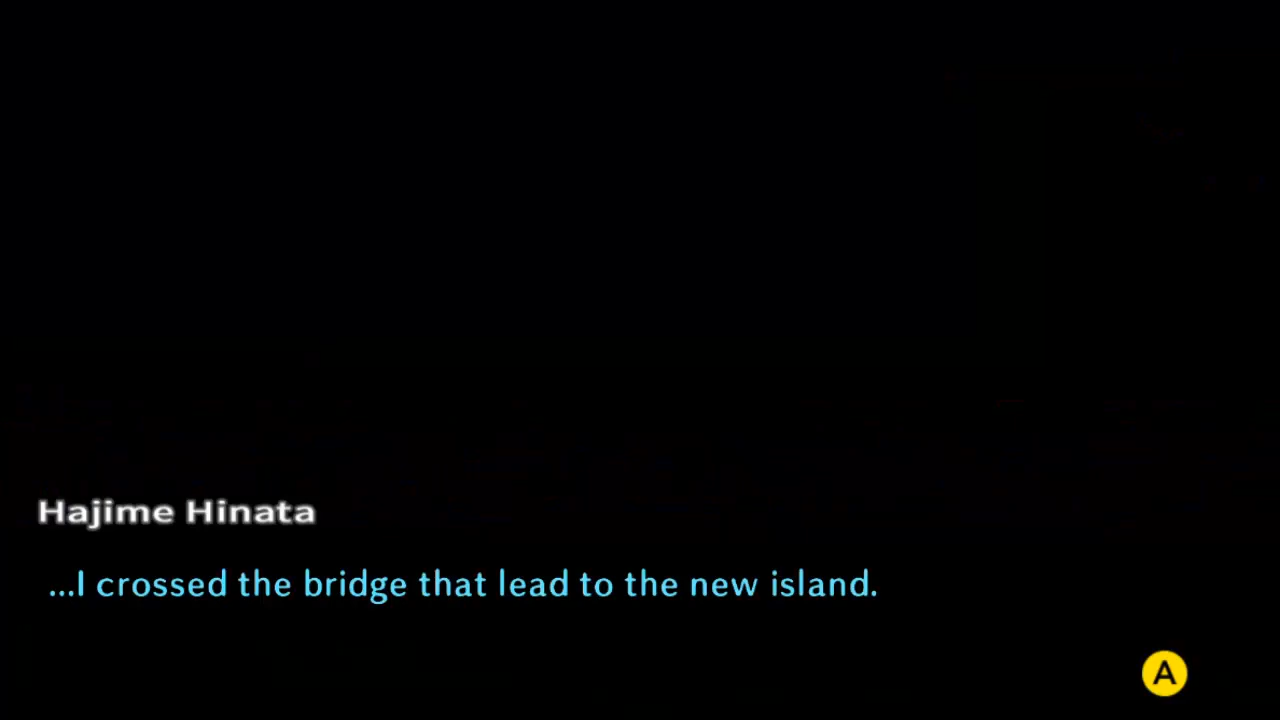 Hajime Hinata
...I crossed the bridge that lead to the new island.
A